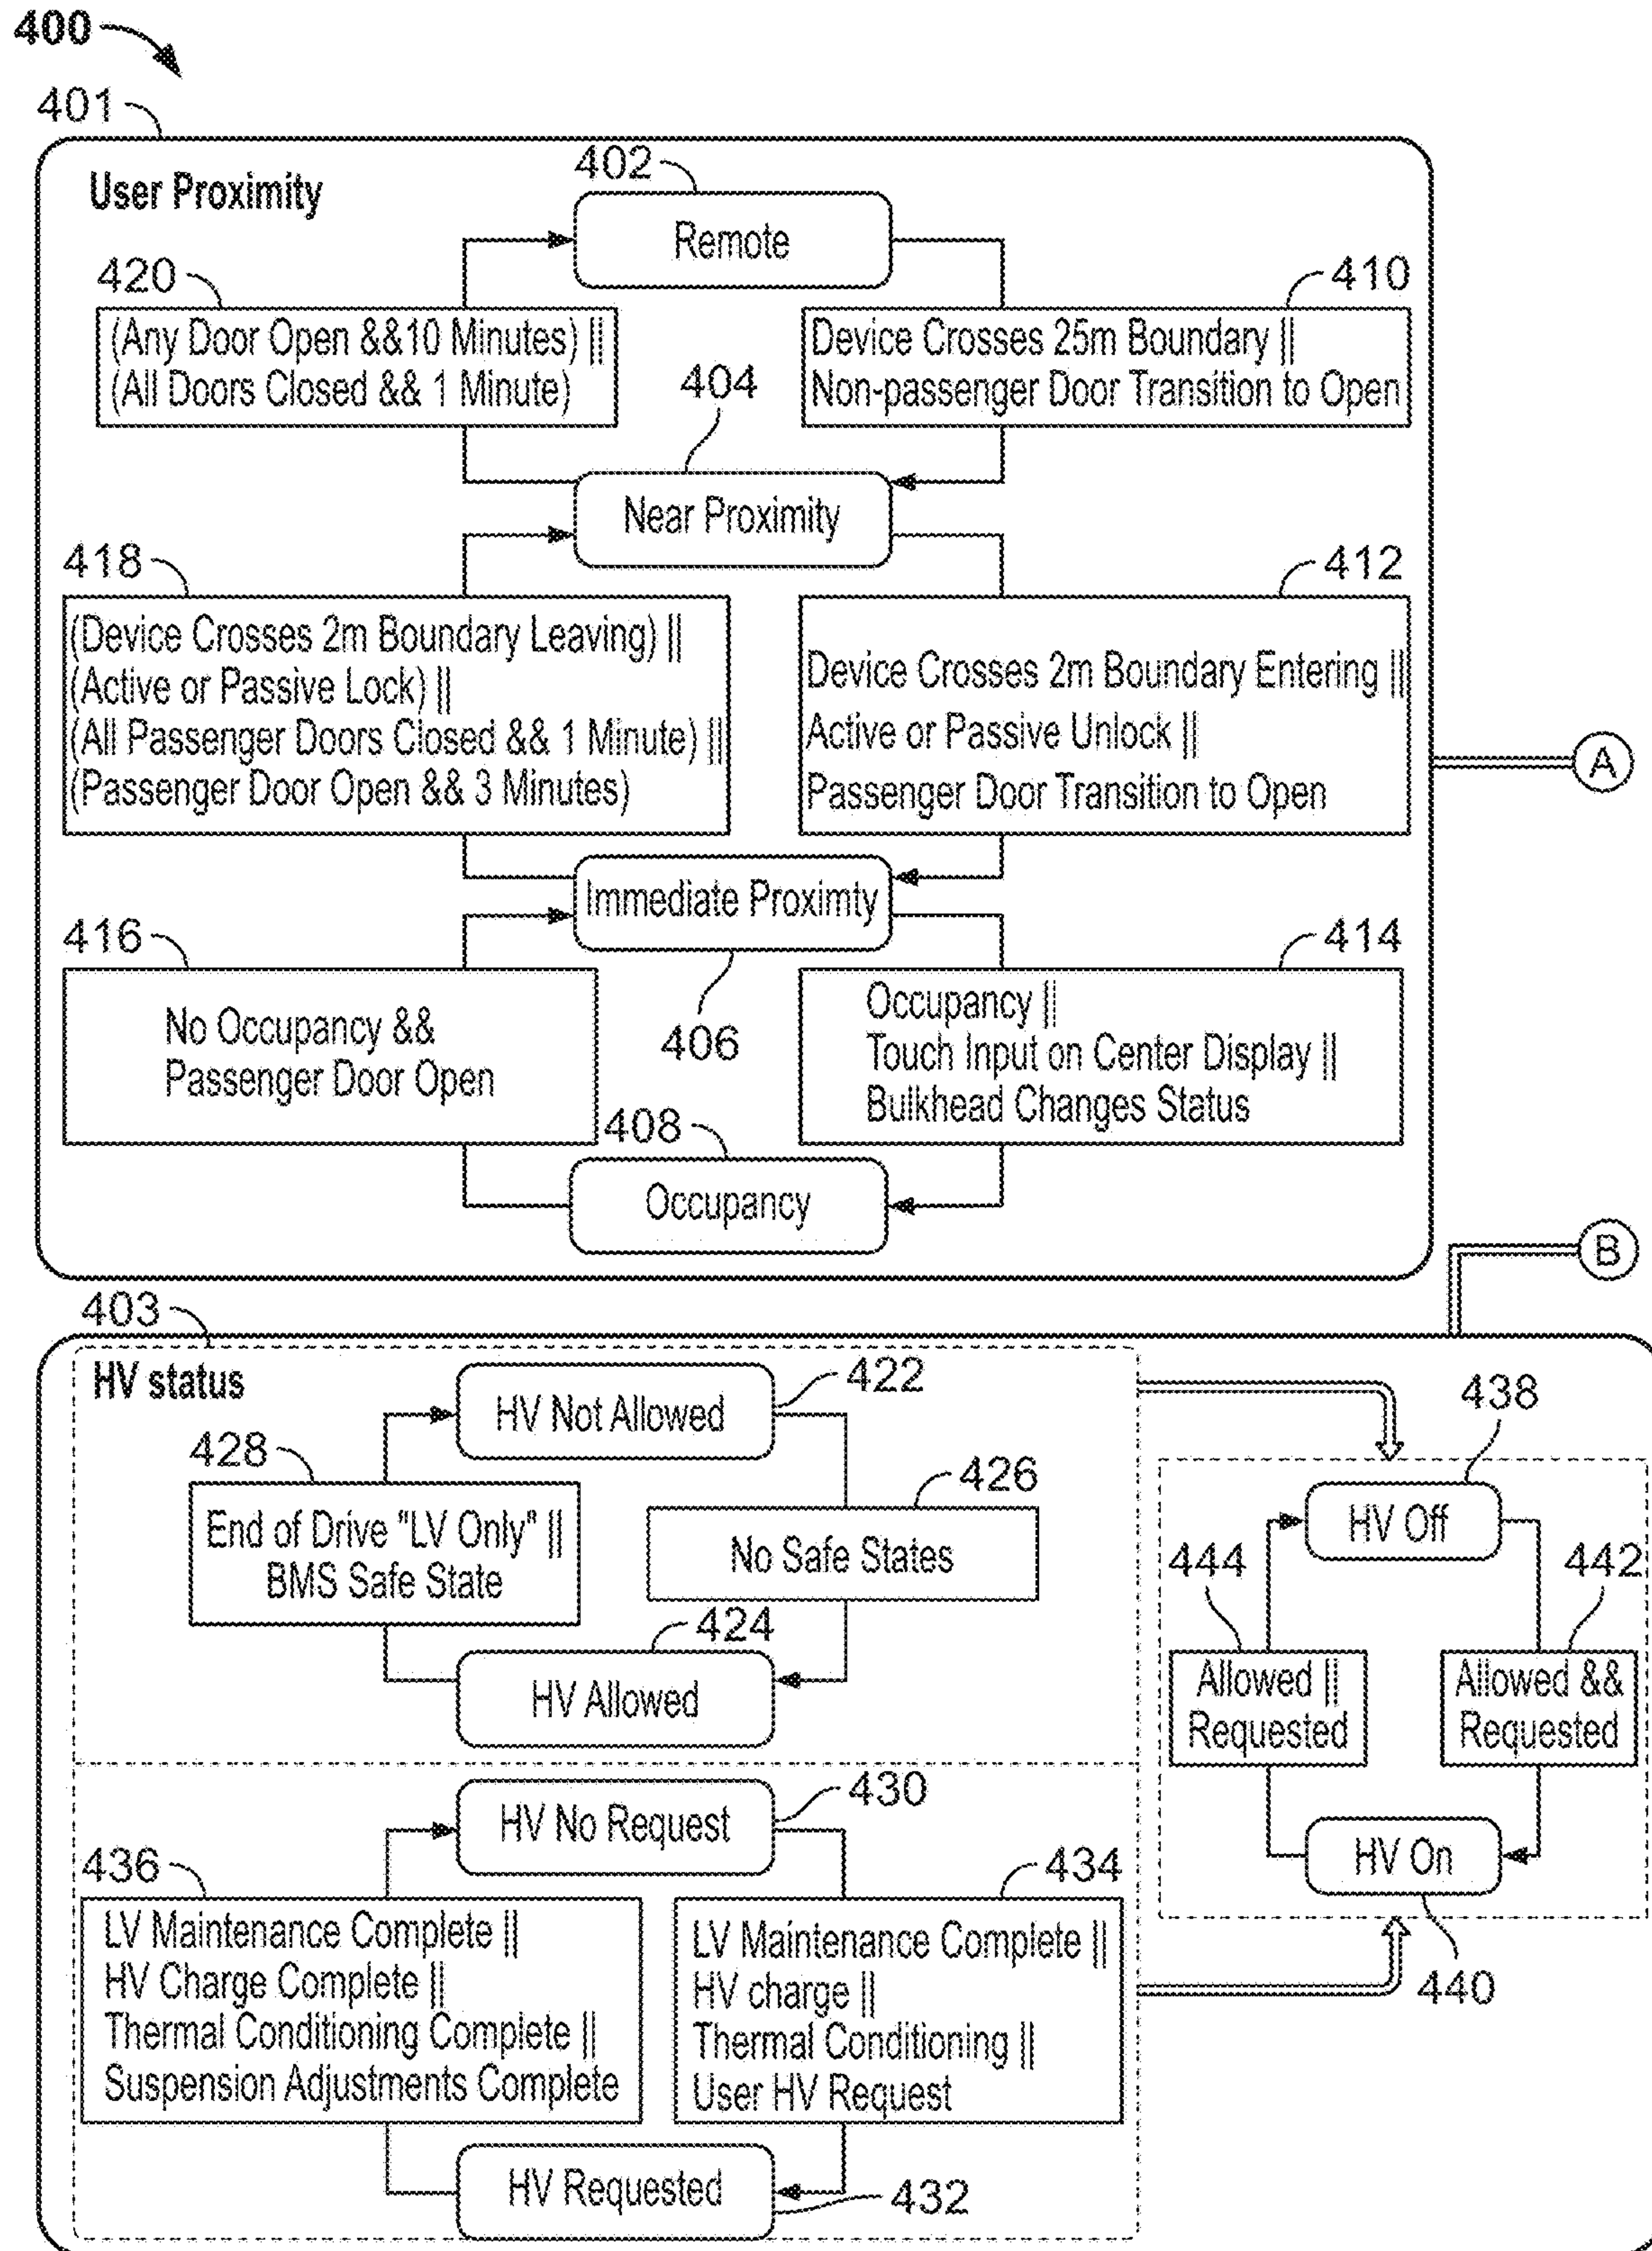 400
401
User Proximity
402
Remote
420
410
(Any Door Open &&10 Minutes) ||
(All Doors Closed && 1 Minute)
Device Crosses 25m Boundary ||
Non-passenger Door Transition to Open
404
Near Proximity
418
412
(Device Crosses 2m Boundary Leaving) ||
(Active or Passive Lock) ||
(All Passenger Doors Closed && 1 Minute) ||
(Passenger Door Open && 3 Minutes)
Device Crosses 2m Boundary Entering ||
Active or Passive Unlock ||
Passenger Door Transition to Open
A
Immediate Proximty
416
414
406
No Occupancy &&
Passenger Door Open
Occupancy ||
Touch Input on Center Display ||
Bulkhead Changes Status
408
Occupancy
B
403
HV status
HV Not Allowed
422
428
426
End of Drive "LV Only" ||
BMS Safe State
No Safe States
424
HV Allowed
438
HV Off
444
442
Allowed ||
Requested
Allowed &&
Requested
HV On
440
HV No Request
430
436
434
LV Maintenance Complete ||
HV Charge Complete ||
Thermal Conditioning Complete ||
Suspension Adjustments Complete
LV Maintenance Complete ||
HV charge ||
Thermal Conditioning ||
User HV Request
HV Requested
432